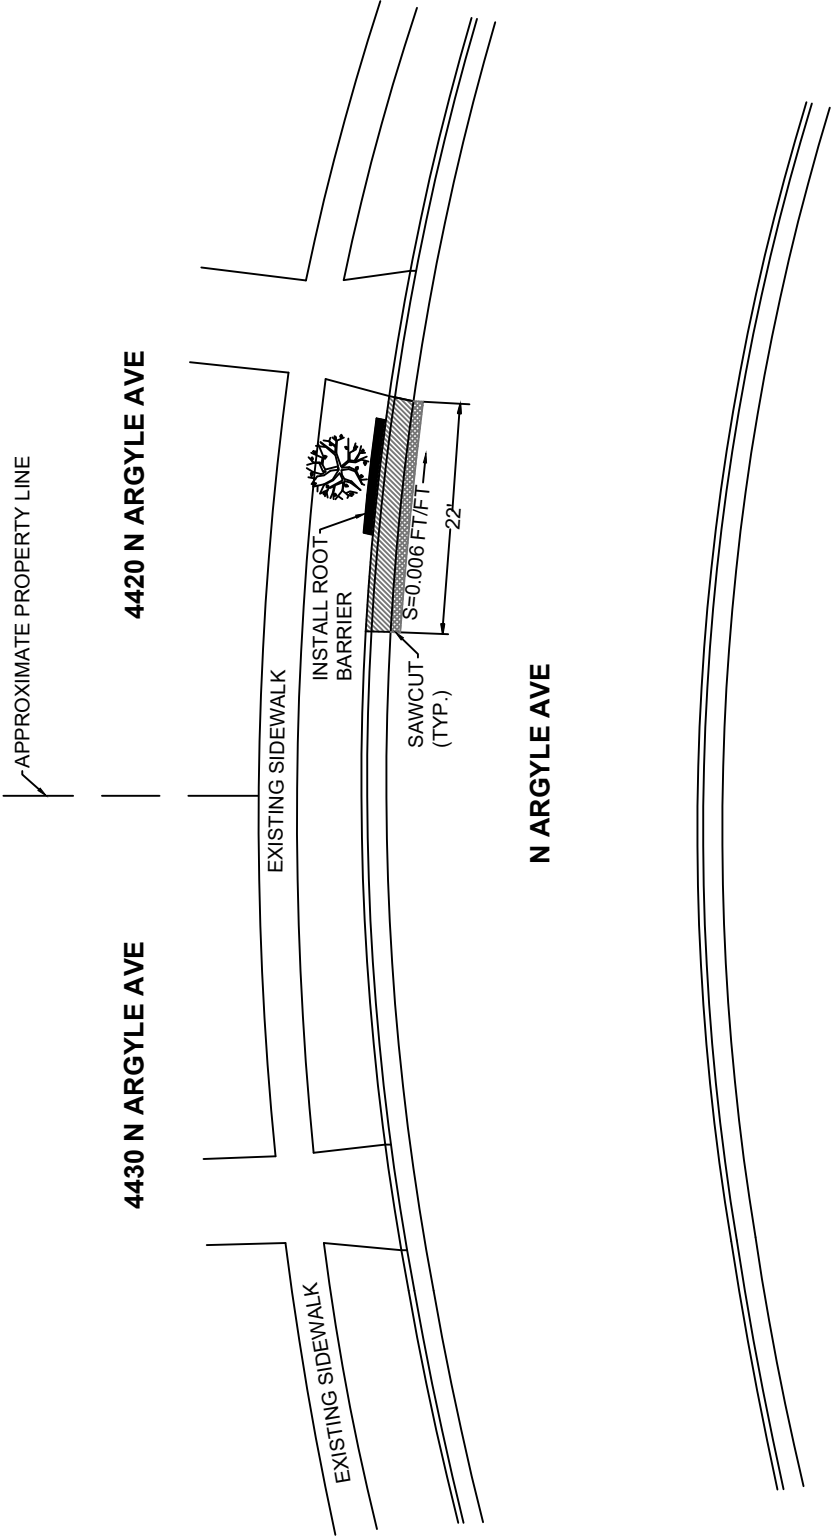 APPROXIMATE PROPERTY LINE
4430 N ARGYLE AVE
4420 N ARGYLE AVE
EXISTING SIDEWALK
EXISTING SIDEWALK
INSTALL ROOT
BARRIER
S=0.006 FT/FT
22'
SAWCUT
(TYP.)
N ARGYLE AVE